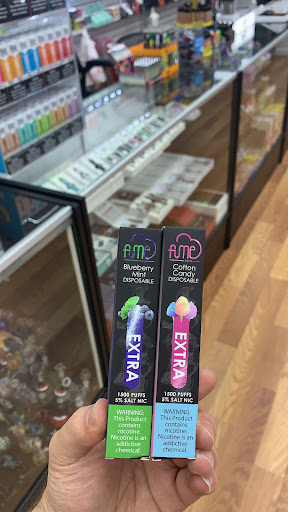 fume
Blueberry
Mint
DISPOSABLE
EXTRA
1500 PUFFS
5% SALT NIC
WARNING:
This Product
contains
nicotine.
Nicotine is an
addictive
chemical.
fume
Cotton
Candy
DISPOSABLE
EXTRA
1500 PUFFS
5% SALT NIC
WARNING:
This Product
contains
nicotine.
Nicotine is an
addictive
chemical.